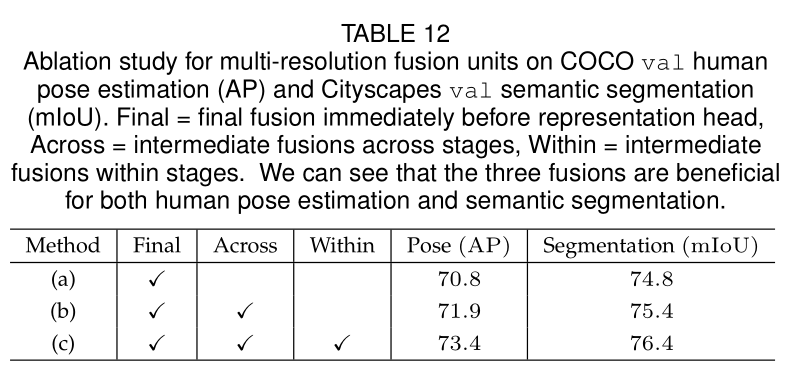 TABLE 12
Ablation study for multi-resolution fusion units on COCO val human
pose estimation (AP) and Cityscapes val semantic segmentation
(mIoU). Final = final fusion immediately before representation head,
Across = intermediate fusions across stages, Within = intermediate
fusions within stages. We can see that the three fusions are beneficial
for both human pose estimation and semantic segmentation.
Method Final Across Within Pose (AP) Segmentation (mIoU)
(a) ✓ 70.8 74.8
(b) ✓ ✓ 71.9 75.4
(c) ✓ ✓ ✓ 73.4 76.4